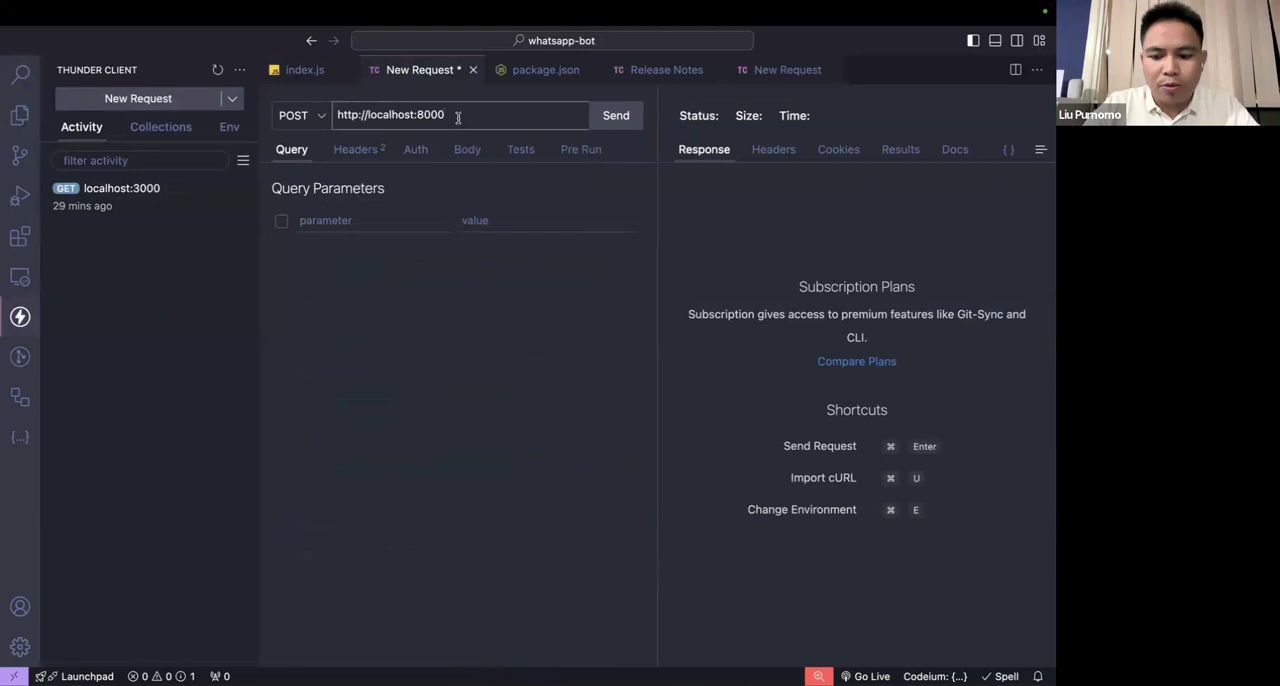 whatsapp-bot
THUNDER CLIENT
index.js
TC New Request *
package.json
TC Release Notes
TC New Request
New Request
POST
http://localhost:8000
Send
Status: Size: Time:
Activity
Collections
Env
Query
Headers 2
Auth
Body
Tests
Pre Run
Response
Headers
Cookies
Results
Docs
{ }
filter activity
GET localhost:3000
29 mins ago
Query Parameters
parameter
value
Subscription Plans
Subscription gives access to premium features like Git-Sync and
CLI.
Compare Plans
Shortcuts
Send Request ⌘ Enter
Import cURL ⌘ U
Change Environment ⌘ E
Liu Purnomo
Launchpad
0 0 1
0
Go Live
Codeium: {...}
Spell